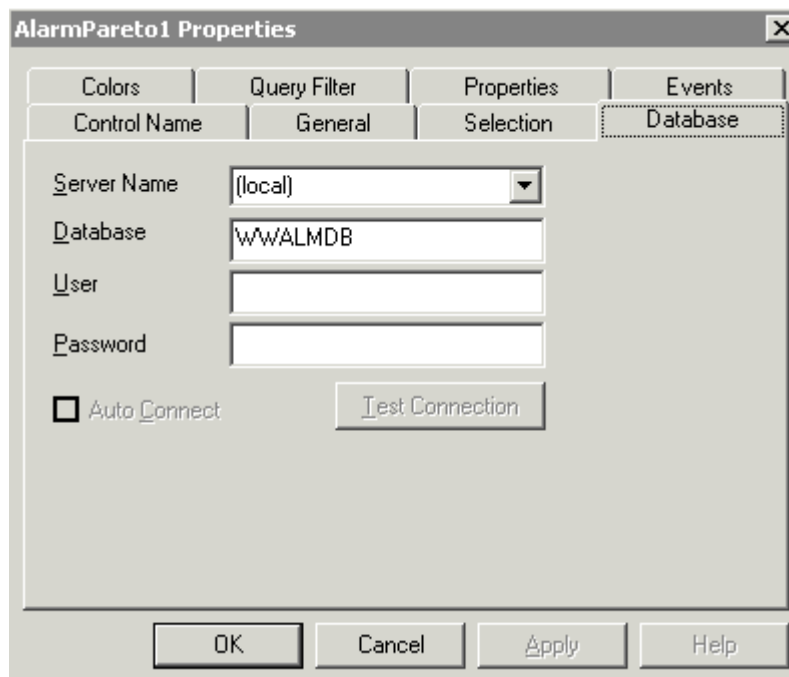 AlarmPareto1 Properties
Colors Query Filter Properties Events
Control Name General Selection Database
Server Name (local)
Database WWALMDB
User
Password
Auto Connect Test Connection
OK Cancel Apply Help